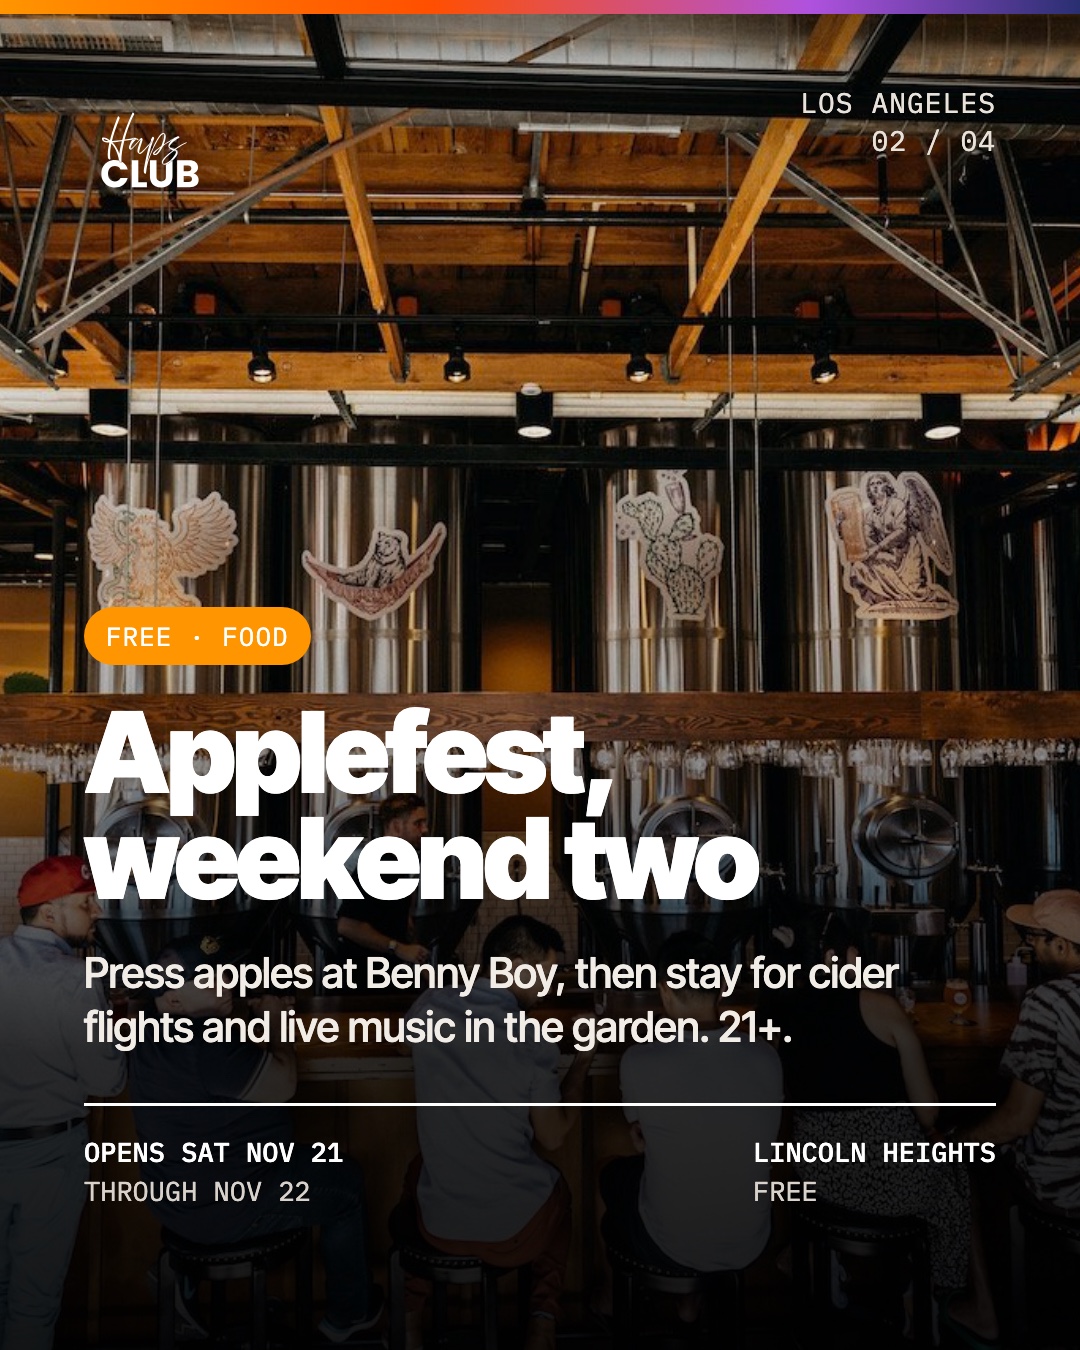 LOS ANGELES
02 / 04
Haps
CLUB
FREE · FOOD
Applefest,
weekend two
Press apples at Benny Boy, then stay for cider
flights and live music in the garden. 21+.
OPENS SAT NOV 21
THROUGH NOV 22
LINCOLN HEIGHTS
FREE